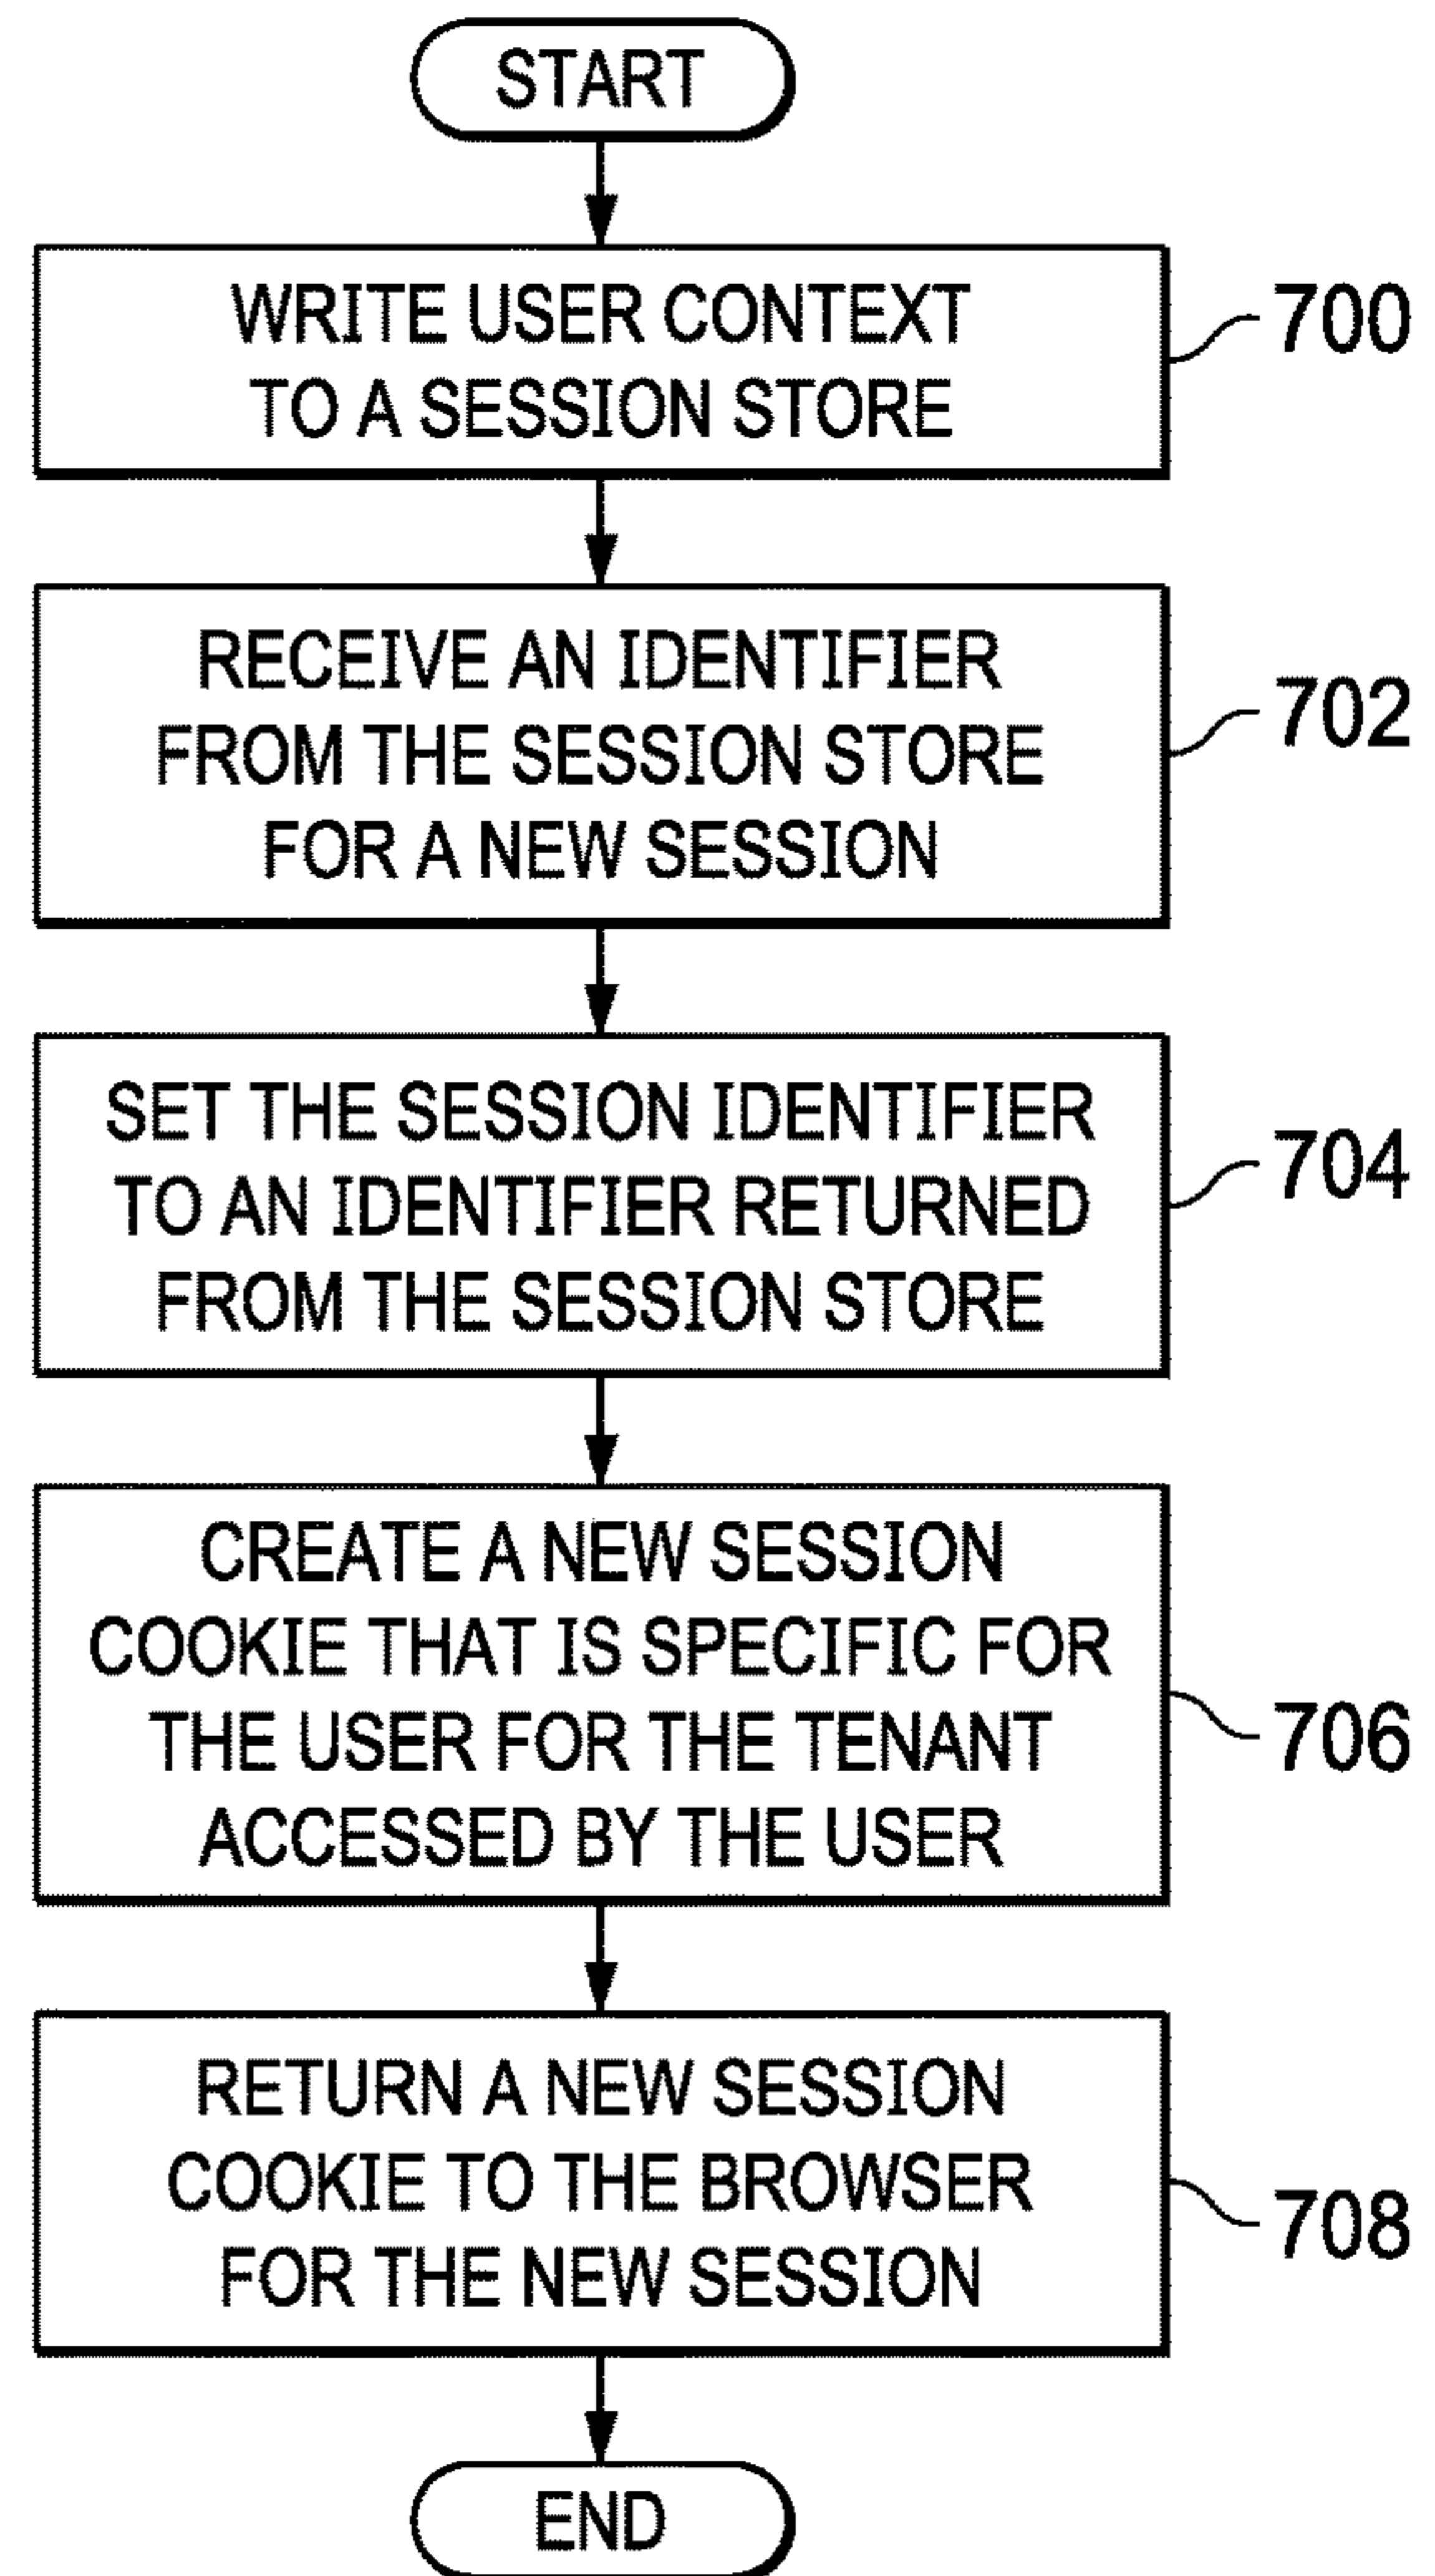 START
WRITE USER CONTEXT
TO A SESSION STORE
700
RECEIVE AN IDENTIFIER
FROM THE SESSION STORE
FOR A NEW SESSION
702
SET THE SESSION IDENTIFIER
TO AN IDENTIFIER RETURNED
FROM THE SESSION STORE
704
CREATE A NEW SESSION
COOKIE THAT IS SPECIFIC FOR
THE USER FOR THE TENANT
ACCESSED BY THE USER
706
RETURN A NEW SESSION
COOKIE TO THE BROWSER
FOR THE NEW SESSION
708
END